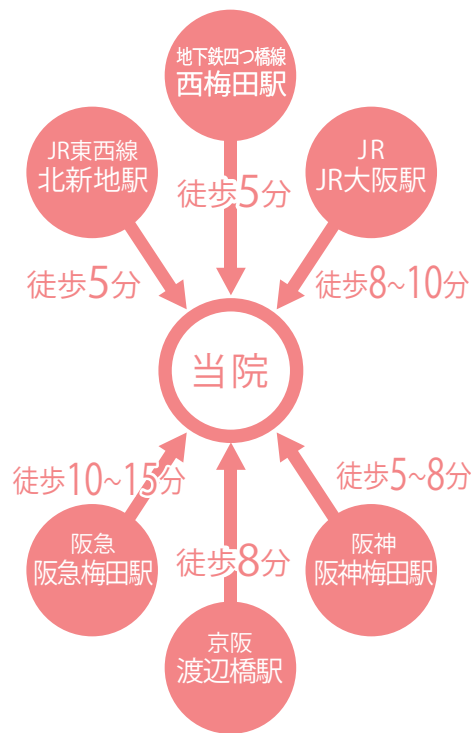 地下鉄四つ橋線
西梅田駅
JR東西線
北新地駅
JR
JR大阪駅
徒歩5分
徒歩5分
徒歩8~10分
当院
徒歩10~15分
徒歩5~8分
阪急
阪急梅田駅
徒歩8分
阪神
阪神梅田駅
京阪
渡辺橋駅